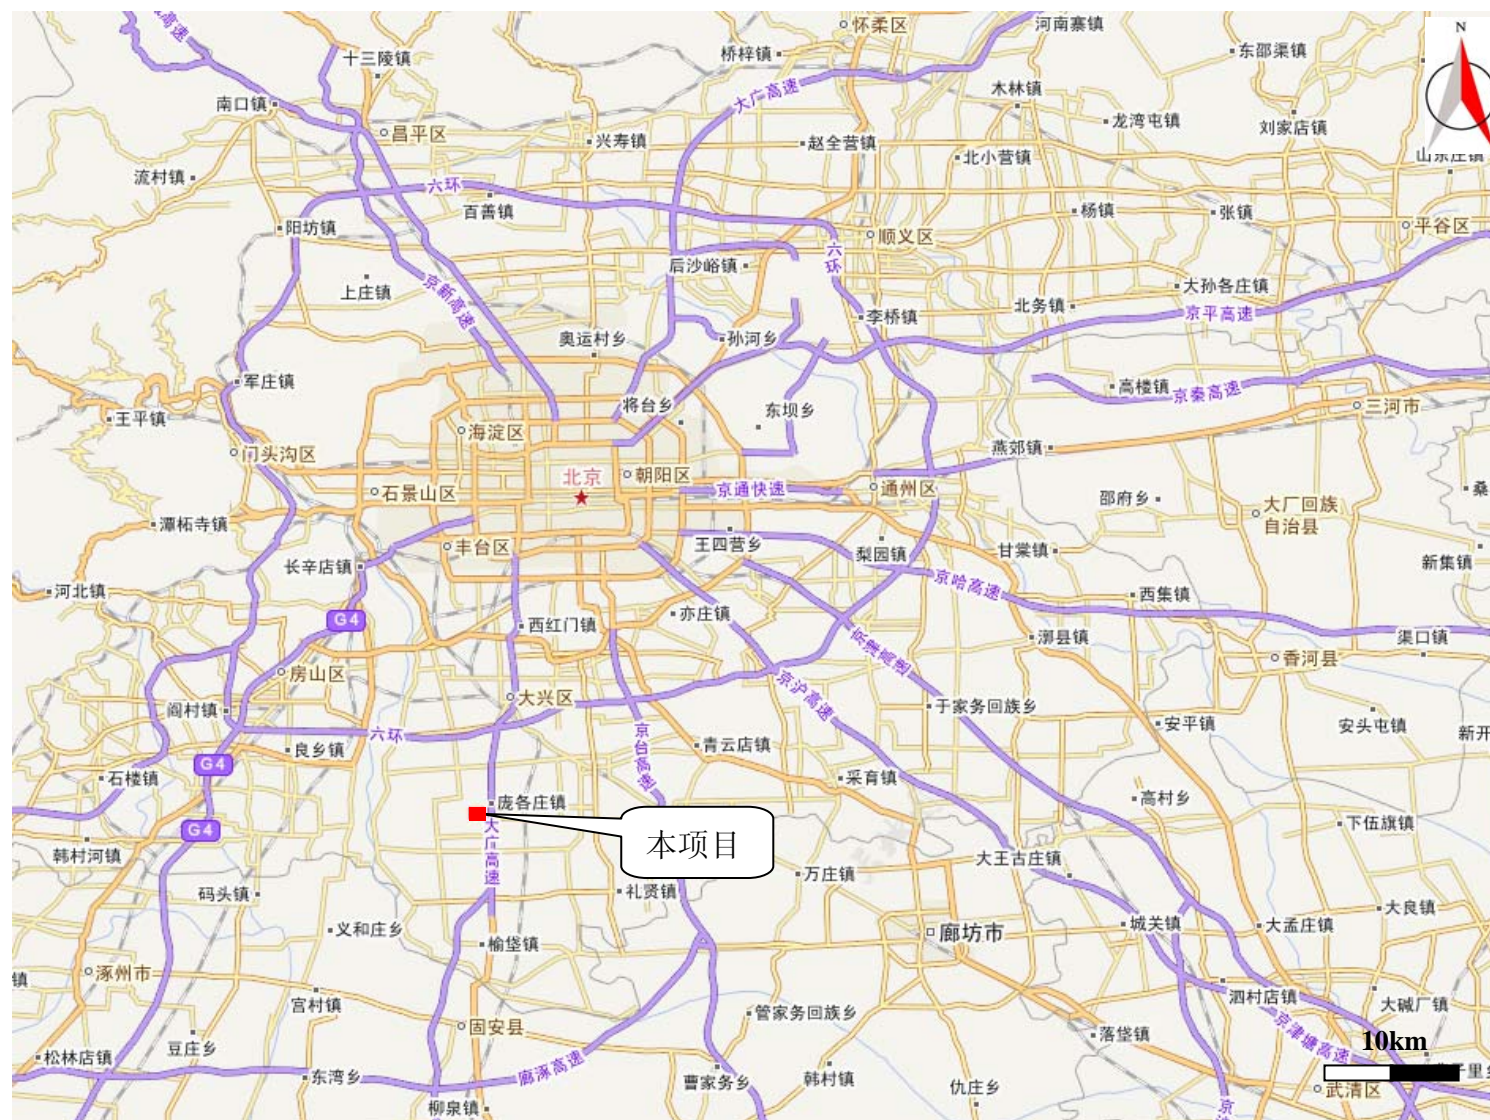 怀柔区
河南寨镇
N
高速
十三陵镇
桥梓镇
东邵渠镇
大广高速
木林镇
南口镇
昌平区
兴寿镇
赵全营镇
龙湾屯镇
刘家店镇
北小营镇
流村镇
六环
百善镇
杨镇
张镇
平谷区
阳坊镇
顺义区
六环
后沙峪镇
上庄镇
京新高速
大孙各庄镇
北务镇
京平高速
李桥镇
奥运村乡
孙河乡
军庄镇
高楼镇
京秦高速
王平镇
将台乡
东坝乡
三河市
海淀区
门头沟区
燕郊镇
北京
朝阳区
石景山区
京通快速
通州区
邵府乡
大厂回族
自治县
桑
潭柘寺镇
丰台区
王四营乡
梨园镇
甘棠镇
长辛店镇
新集镇
河北镇
京哈高速
西集镇
G4
西红门镇
亦庄镇
漷县镇
渠口镇
香河县
房山区
京沪高速
大兴区
阎村镇
于家务回族乡
安平镇
安头屯镇
新开
六环
京台高速
良乡镇
青云店镇
G4
石楼镇
采育镇
高村乡
庞各庄镇
G4
大广高速
本项目
下伍旗镇
韩村河镇
大王古庄镇
万庄镇
码头镇
礼贤镇
大良镇
义和庄乡
城关镇
大孟庄镇
廊坊市
榆垡镇
涿州市
镇
泗村店镇
宫村镇
大碱厂镇
管家务回族乡
固安县
落垡镇
京津塘高速
10km
豆庄乡
松林店镇
廊涿高速
东湾乡
曹家务乡
韩村镇
仇庄乡
武清区
柳泉镇